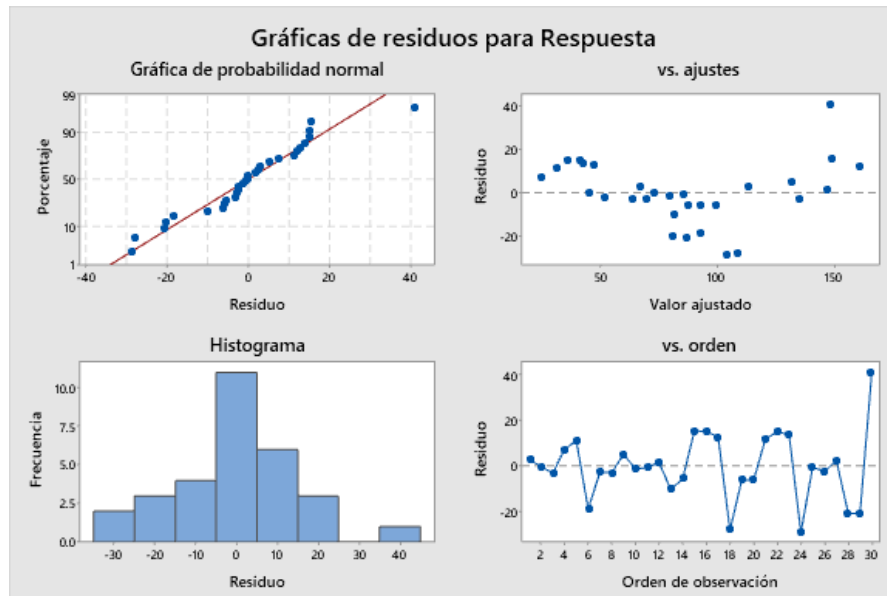 Gráficas de residuos para Respuesta
Gráfica de probabilidad normal
99
90
50
10
1
Porcentaje
-40 -20 0 20 40
Residuo
vs. ajustes
40
20
0
-20
Residuo
50 100 150
Valor ajustado
Histograma
10.0
7.5
5.0
2.5
0.0
Frecuencia
-30 -20 -10 0 10 20 30 40
Residuo
vs. orden
40
20
0
-20
Residuo
2 4 6 8 10 12 14 16 18 20 22 24 26 28 30
Orden de observación